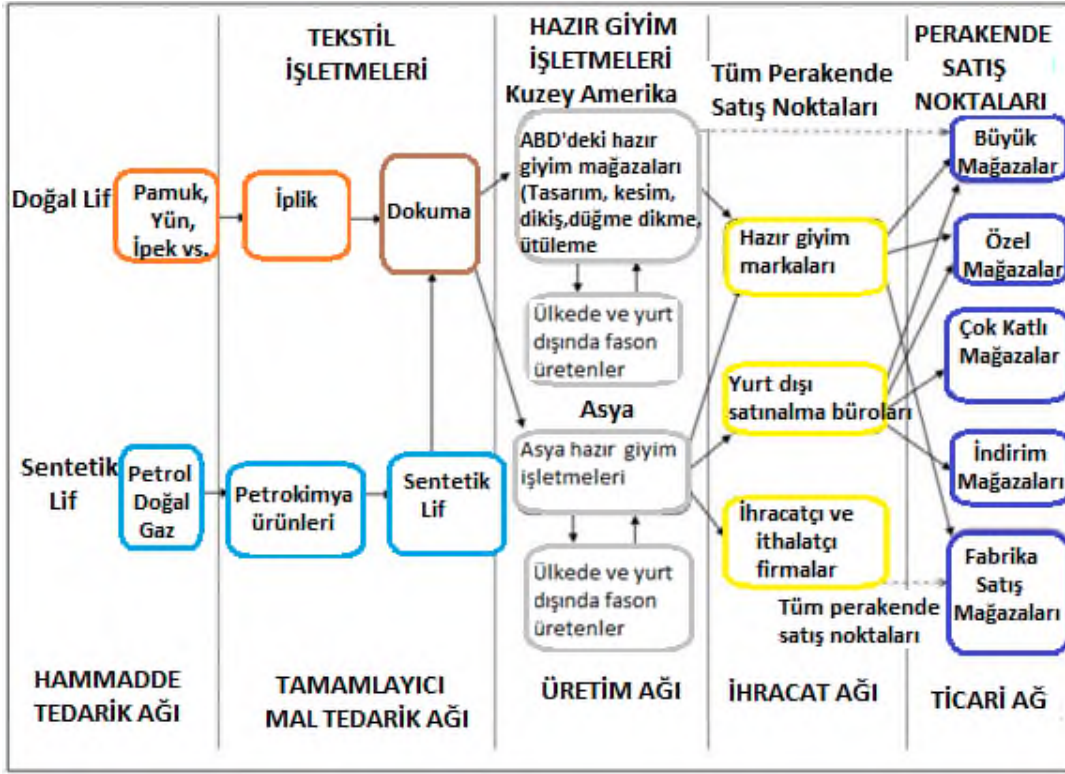 TEKSTİL
İŞLETMELERİ
HAZIR GİYİM
İŞLETMELERİ
Kuzey Amerika
Tüm Perakende
Satış Noktaları
PERAKENDE
SATIŞ
NOKTALARI
Doğal Lif
Pamuk,
Yün,
İpek vs.
İplik
Dokuma
ABD'deki hazır
giyim mağazaları
(Tasarım, kesim,
dikiş,düğme dikme,
ütüleme
Ülkede ve yurt
dışında fason
üretenler
Hazır giyim
markaları
Büyük
Mağazalar
Özel
Mağazalar
Çok Katlı
Mağazalar
Asya
Yurt dışı
satınalma büroları
Sentetik
Lif
Petrol
Doğal
Gaz
Petrokimya
ürünleri
Sentetik
Lif
Asya hazır giyim
işletmeleri
Ülkede ve yurt
dışında fason
üretenler
İhracatçı ve
ithalatçı
firmalar
Tüm perakende
satış noktaları
İndirim
Mağazaları
Fabrika
Satış
Mağazaları
HAMMADDE
TEDARİK AĞI
TAMAMLAYICI
MAL TEDARİK AĞI
ÜRETİM AĞI
İHRACAT AĞI
TİCARİ AĞ